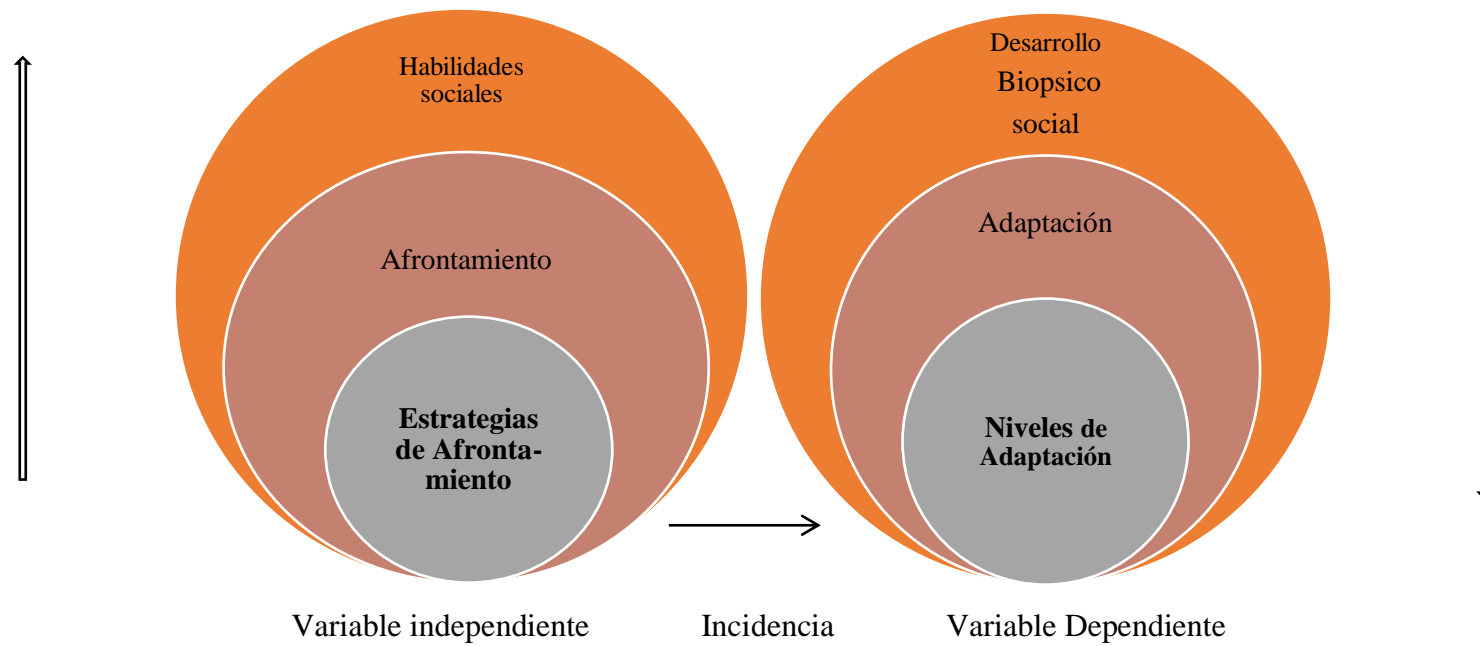 Habilidades
sociales
Afrontamiento
Estrategias
de Afronta-
miento
Desarrollo
Biopsico
social
Adaptación
Niveles de
Adaptación
Variable independiente
Incidencia
Variable Dependiente